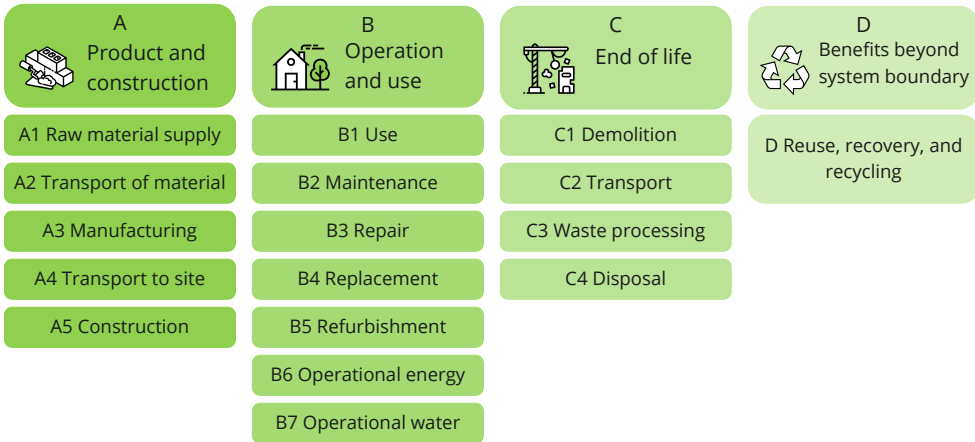 A
Product and
construction
A1 Raw material supply
A2 Transport of material
A3 Manufacturing
A4 Transport to site
A5 Construction
B
Operation
and use
B1 Use
B2 Maintenance
B3 Repair
B4 Replacement
B5 Refurbishment
B6 Operational energy
B7 Operational water
C
End of life
C1 Demolition
C2 Transport
C3 Waste processing
C4 Disposal
D
Benefits beyond
system boundary
D Reuse, recovery, and
recycling